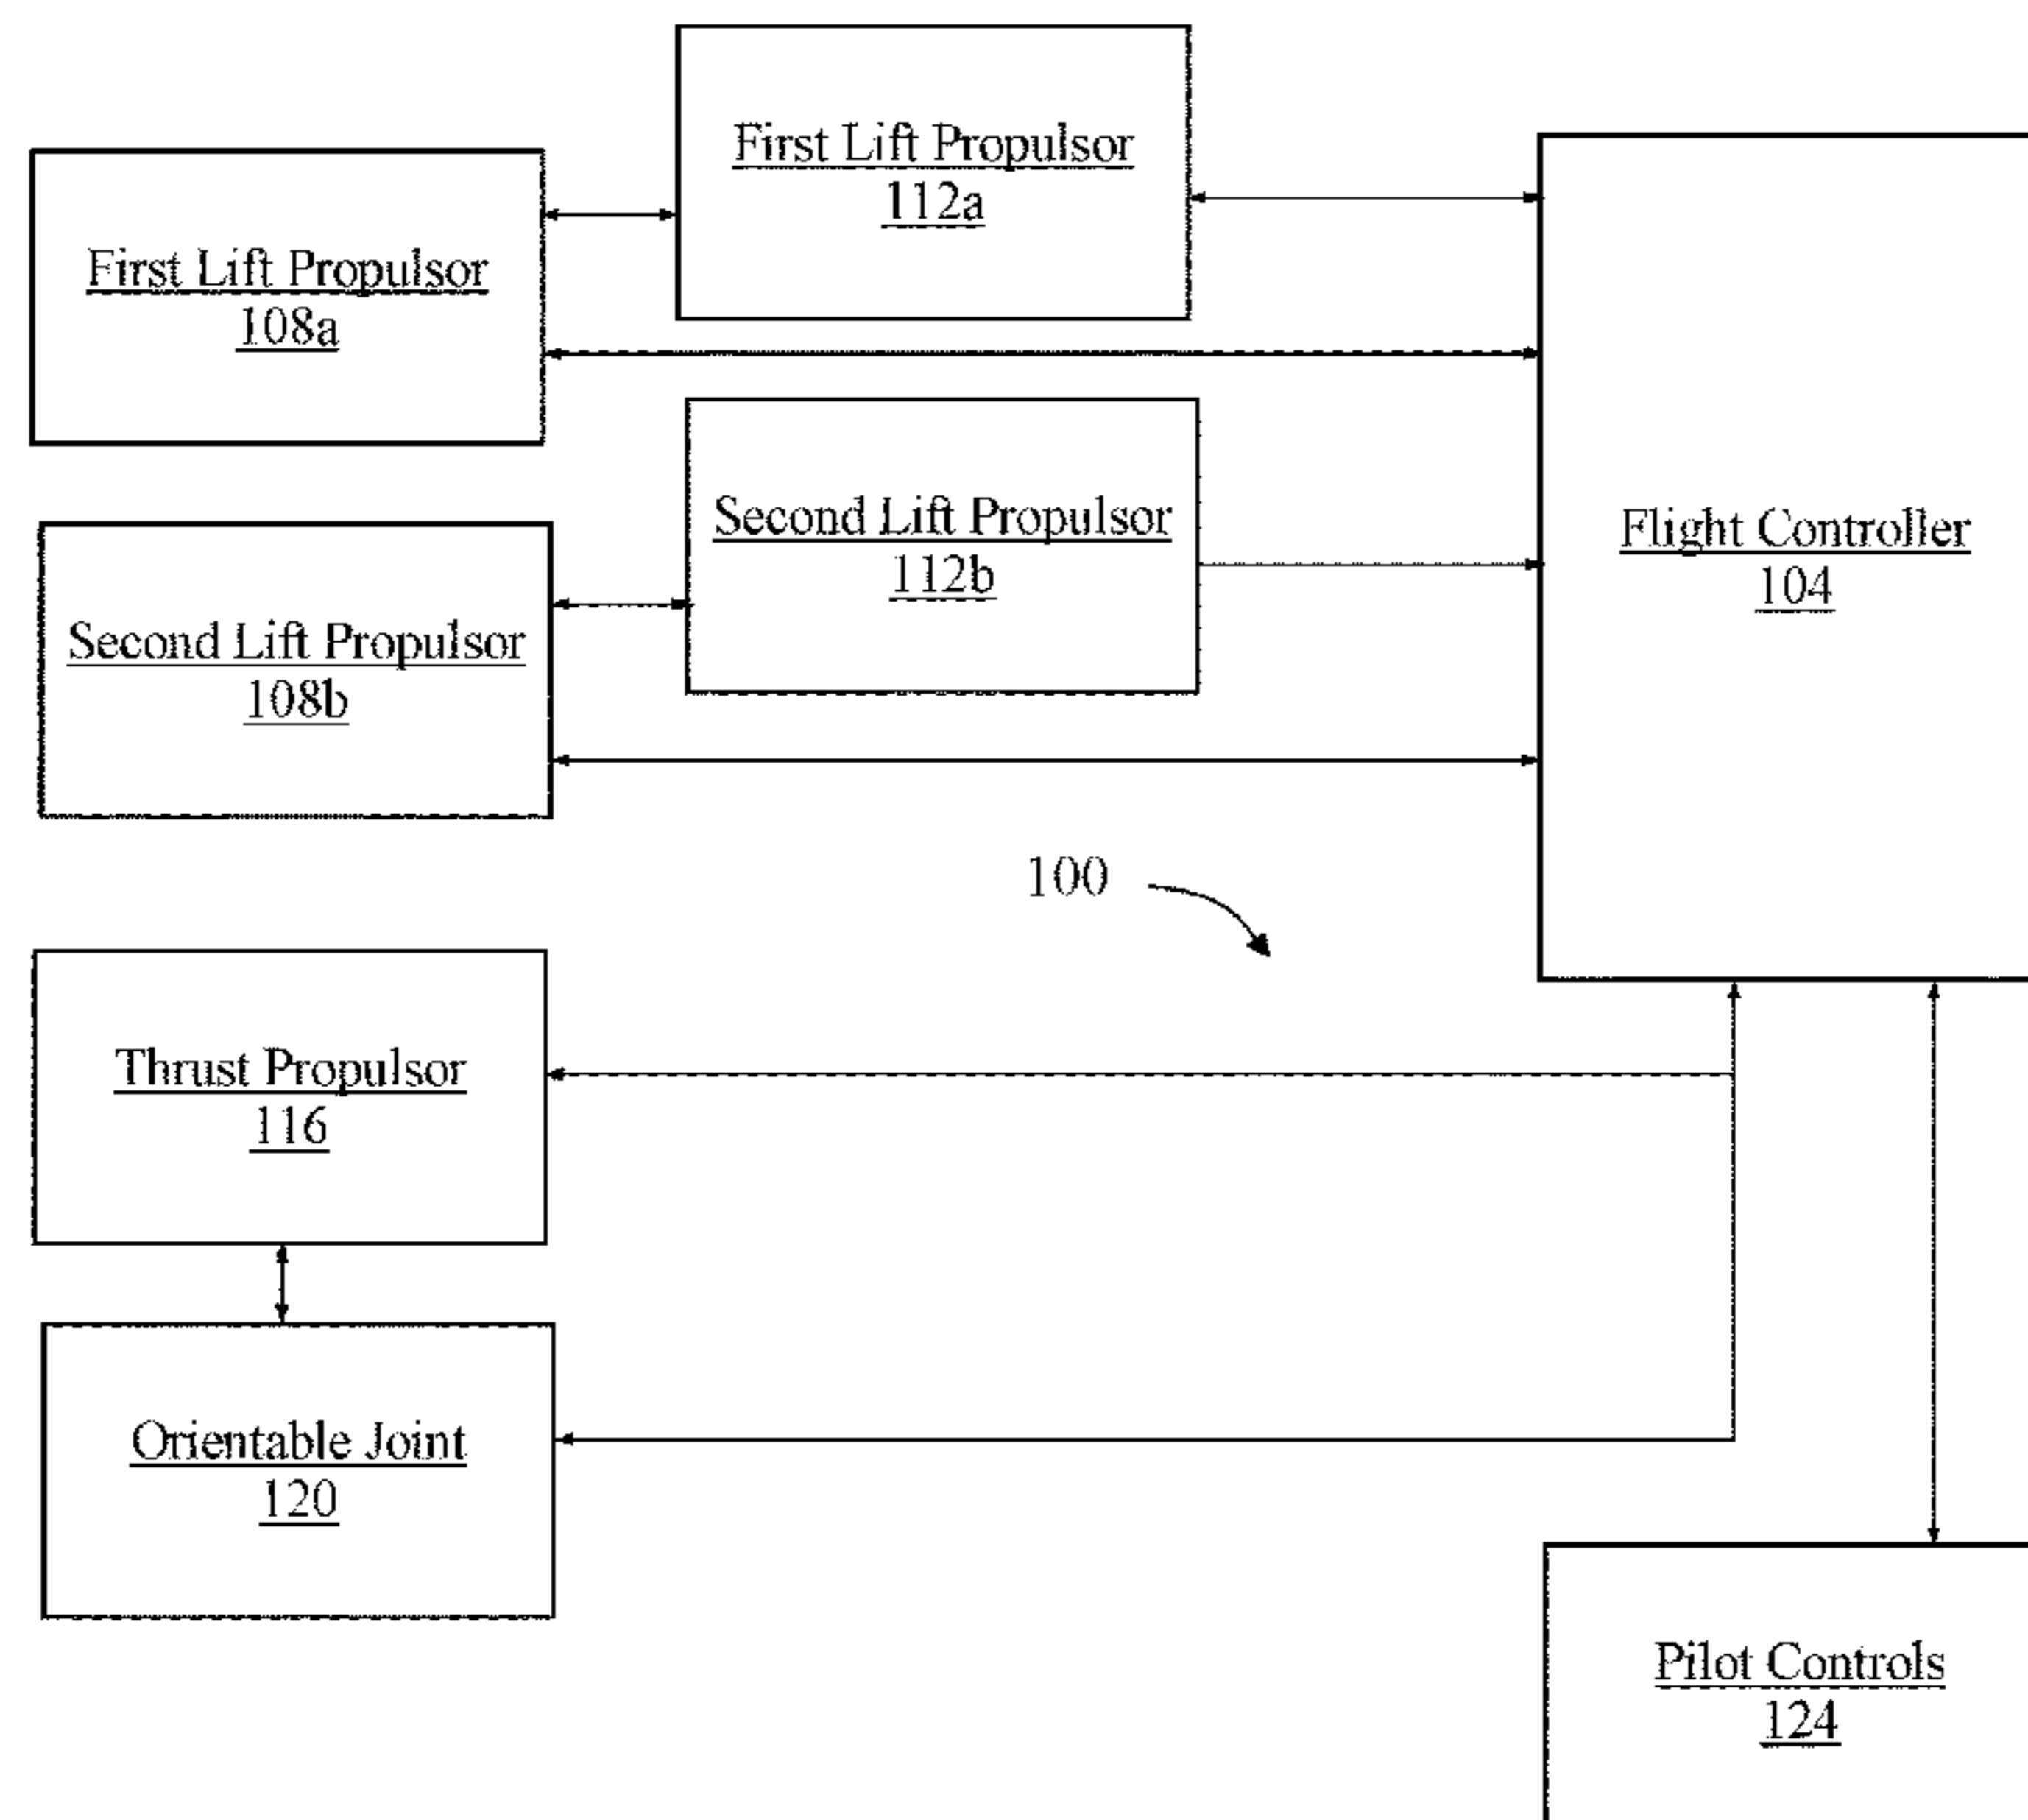 First Lift Propulsor
112a
First Lift Propulsor
108a
Second Lift Propulsor
112b
Flight Controller
104
Second Lift Propulsor
108b
100
Thrust Propulsor
116
Orientable Joint
120
Pilot Controls
124